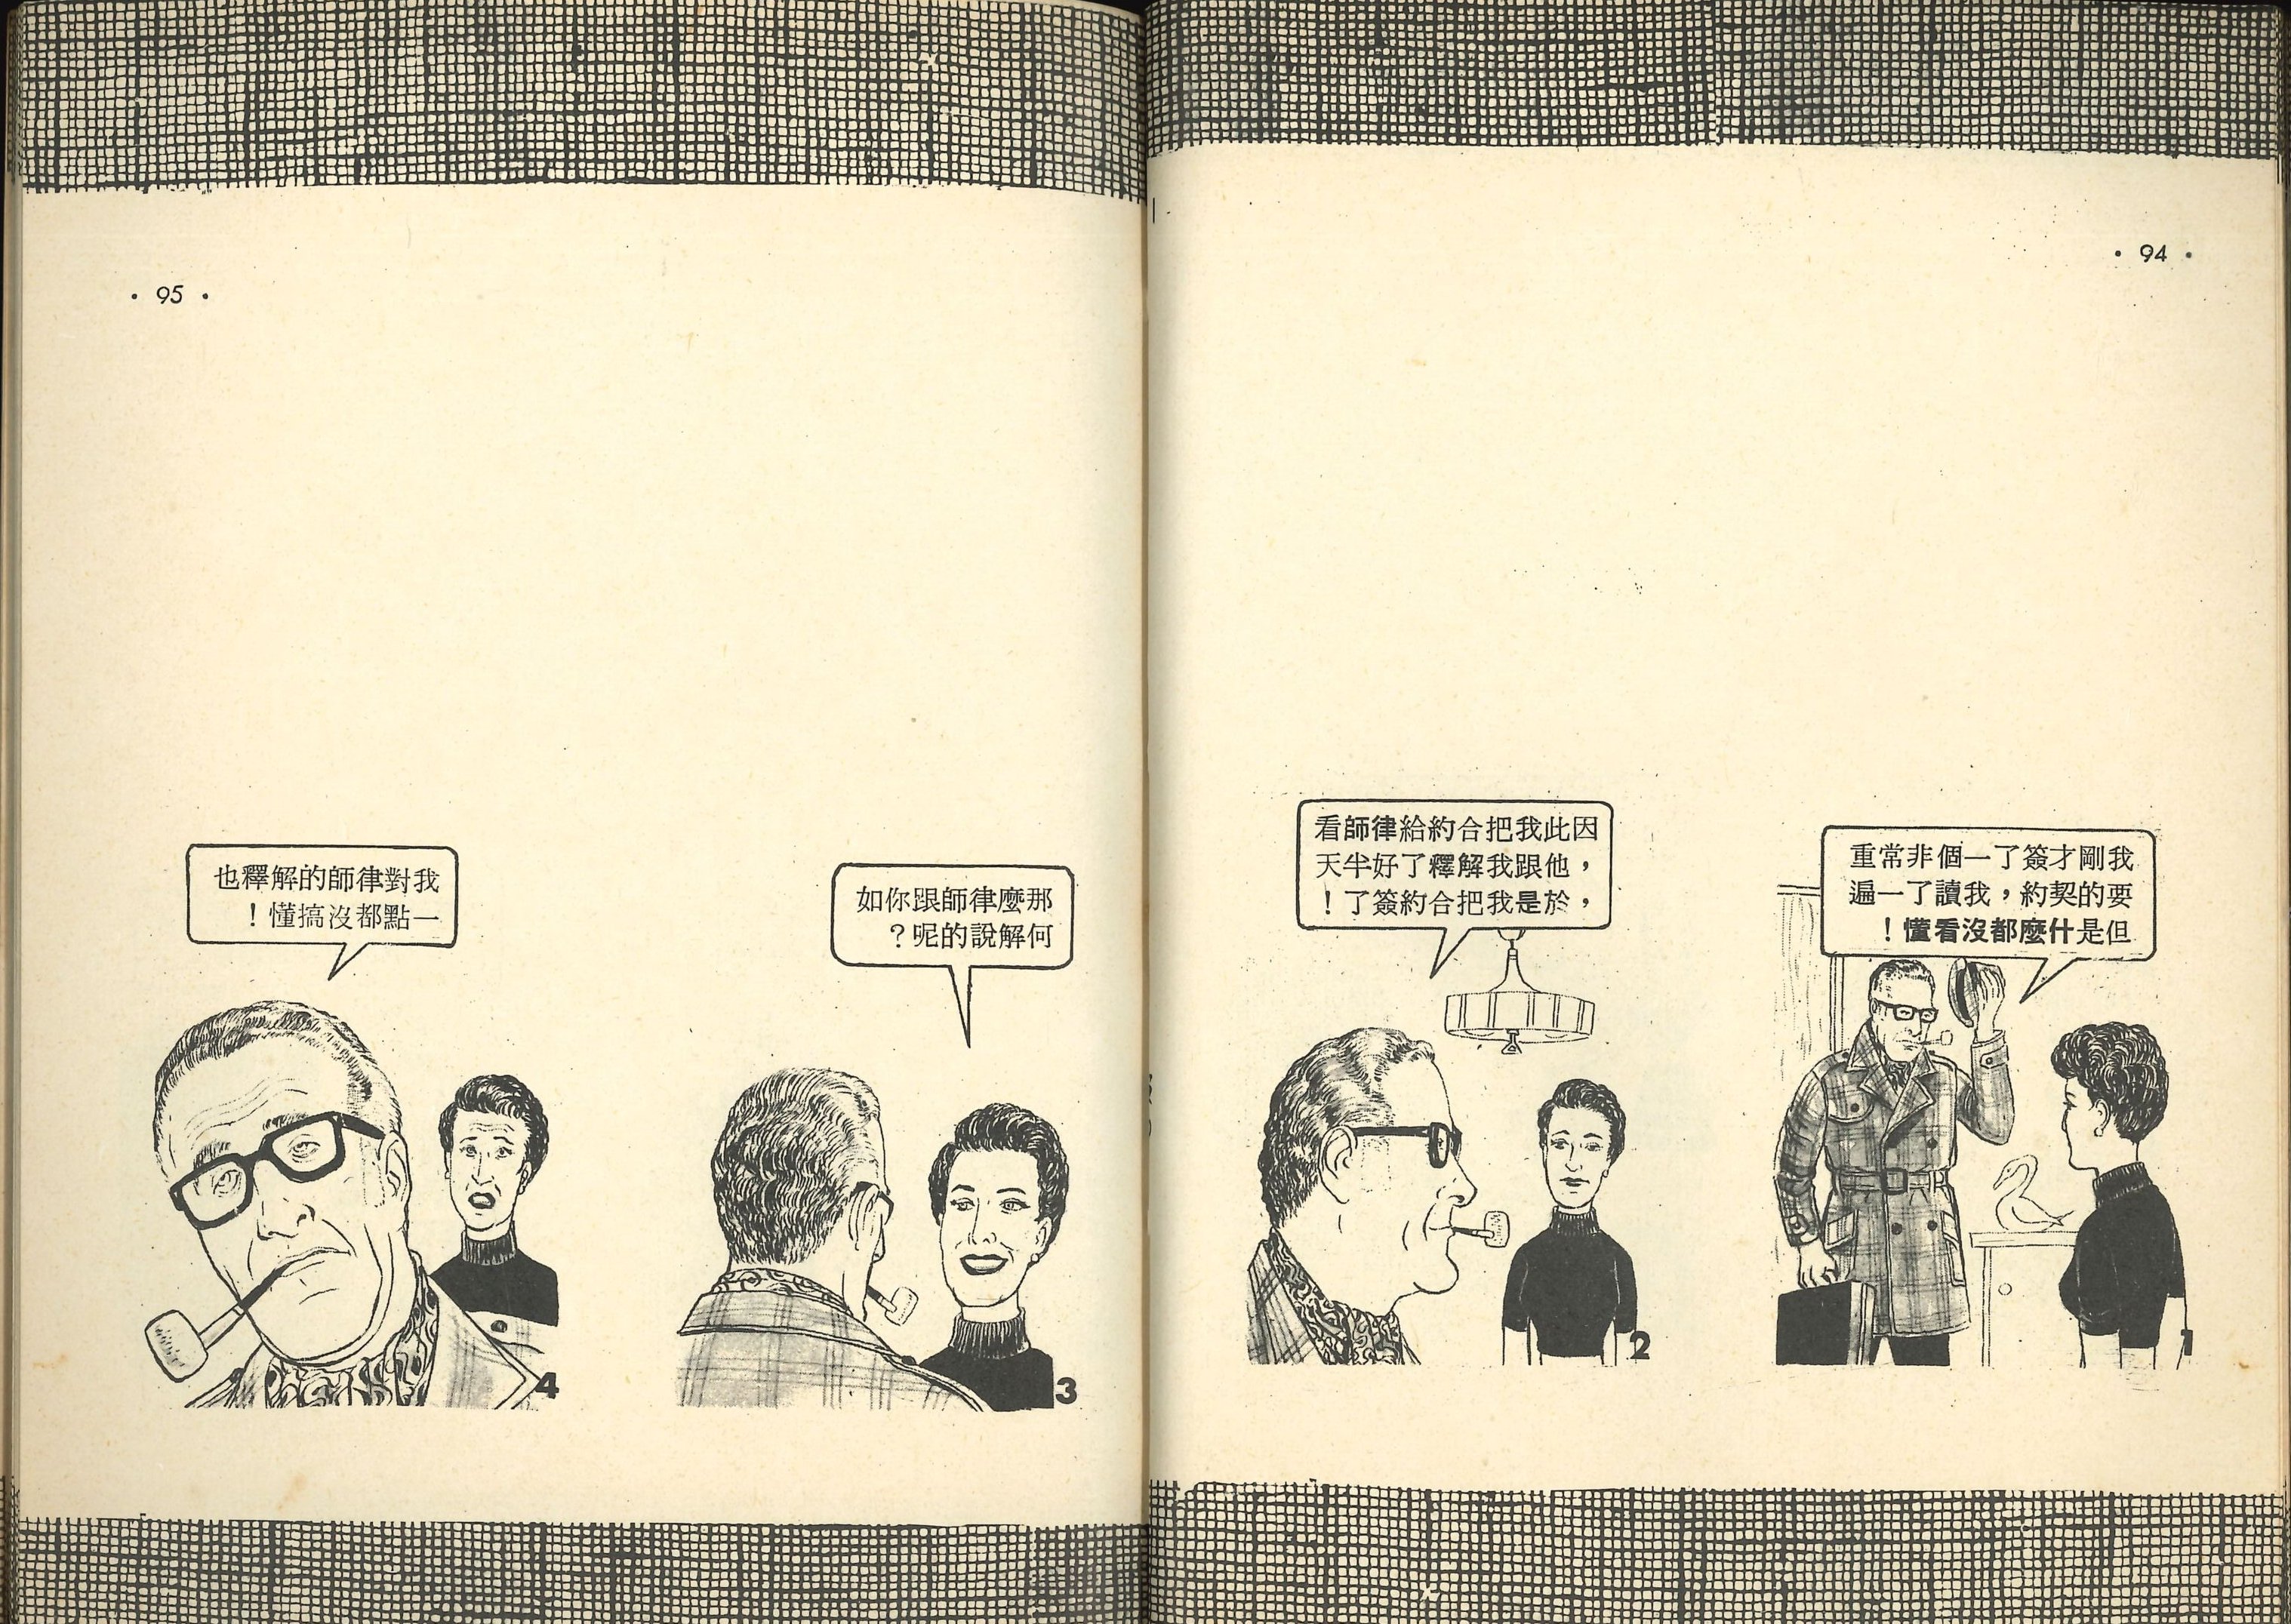 • 94 •
我剛才簽了一個非常重
要的契約，我讀了一遍
但是什麼都沒看懂！
1
因此我把合約給律師看
，他跟我解釋了好半天
，於是我把合約簽了！
2
• 95 •
那麼律師跟你如
何解說的呢？
3
我對律師的解釋也
一點都沒搞懂！
4